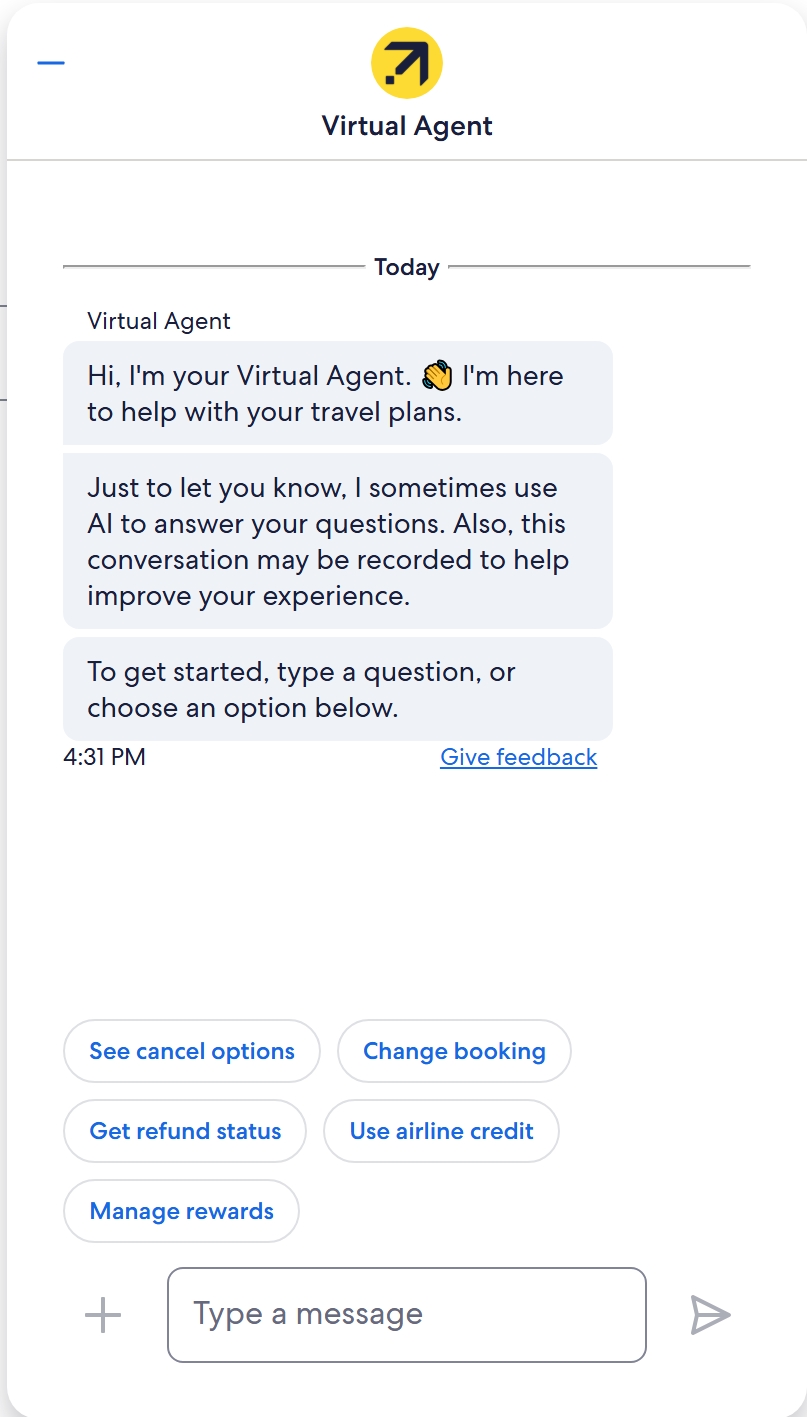 Virtual Agent
Today
Virtual Agent
Hi, I'm your Virtual Agent. 👋 I'm here
to help with your travel plans.
Just to let you know, I sometimes use
AI to answer your questions. Also, this
conversation may be recorded to help
improve your experience.
To get started, type a question, or
choose an option below.
4:31 PM Give feedback
See cancel options Change booking
Get refund status Use airline credit
Manage rewards
Type a message